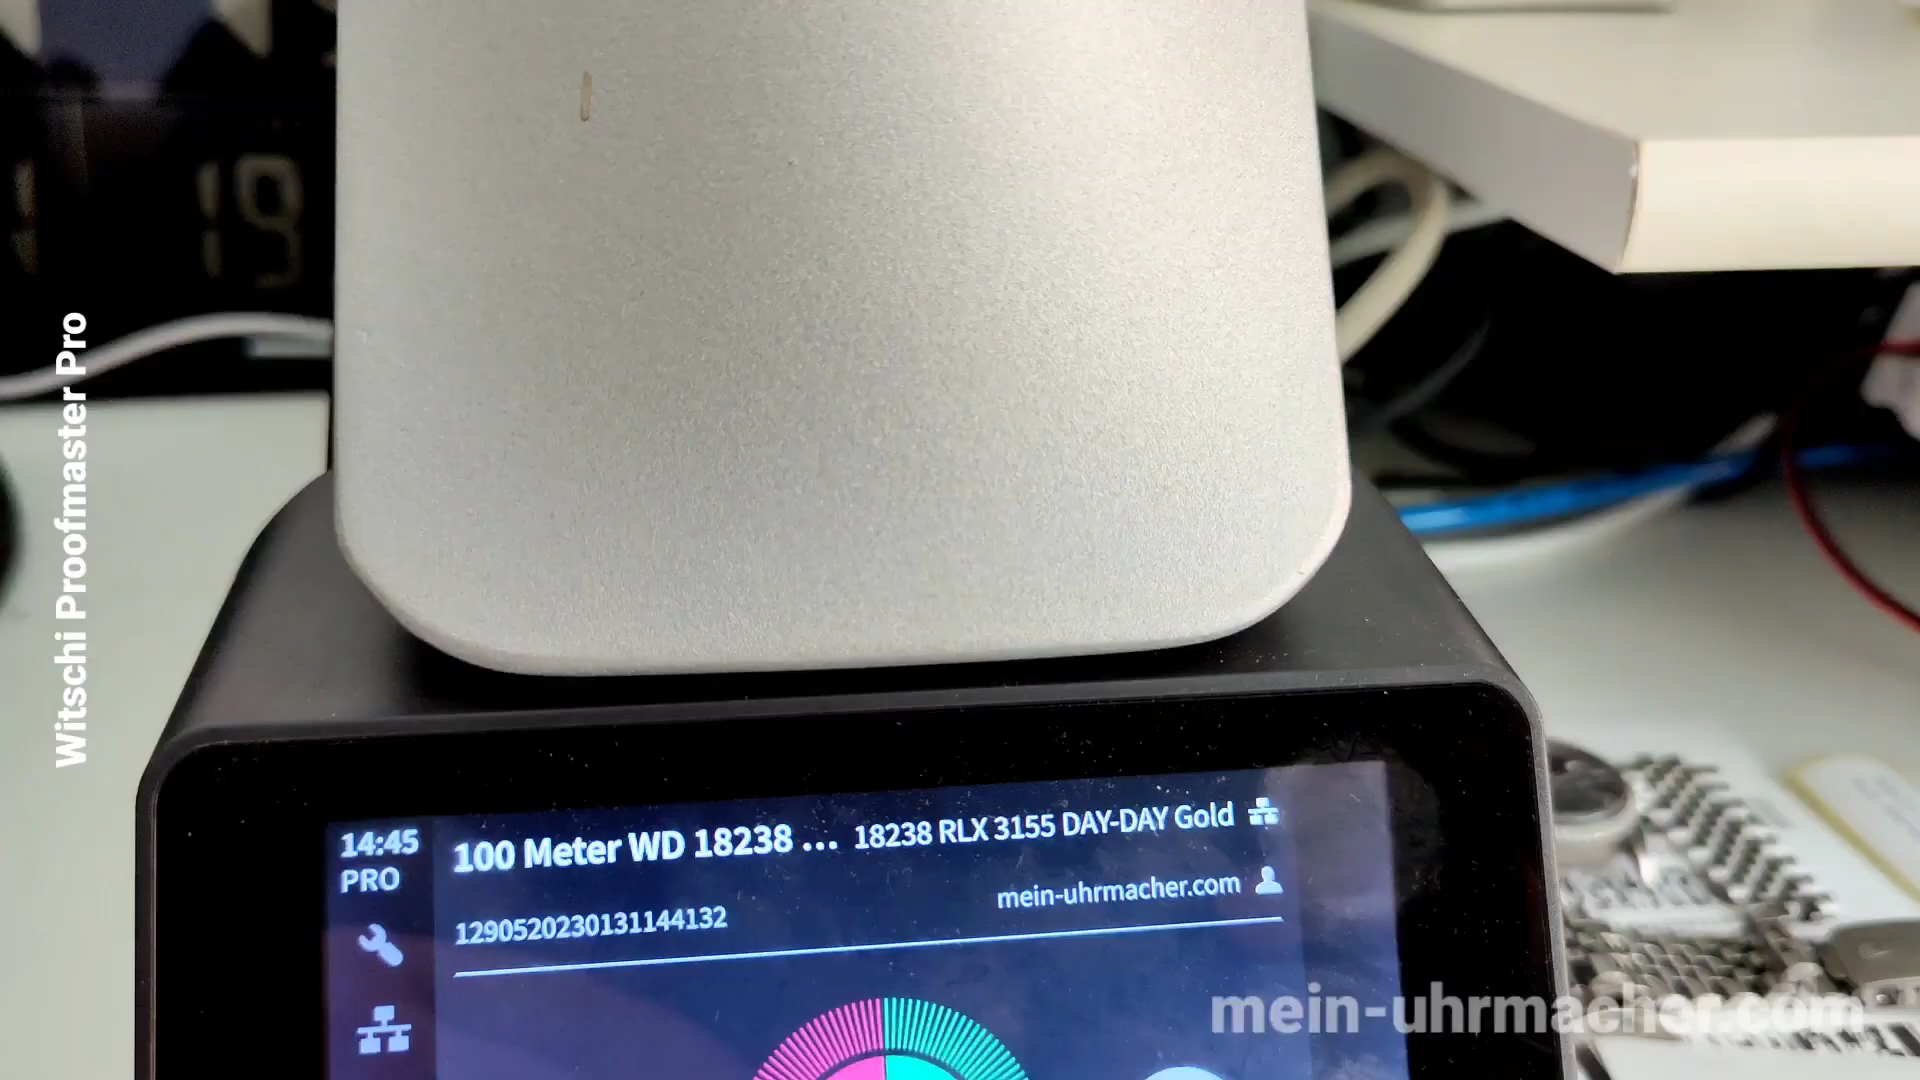 Witschi Proofmaster Pro
19
14:45
PRO
100 Meter WD 18238 ...
18238 RLX 3155 DAY-DAY Gold
mein-uhrmacher.com
1290520230131144132
mein-uhrmacher.com